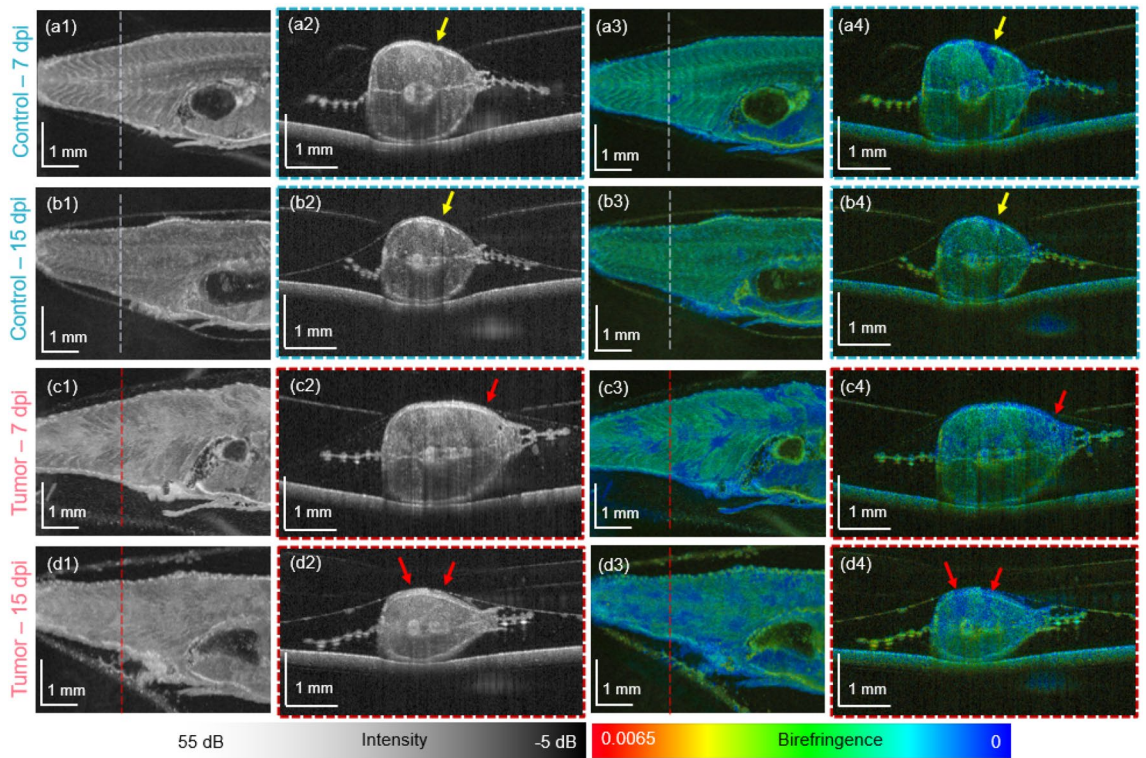 Control – 7 dpi
(a1)
1 mm
(a2)
1 mm
(a3)
1 mm
(a4)
1 mm
Control – 15 dpi
(b1)
1 mm
(b2)
1 mm
(b3)
1 mm
(b4)
1 mm
Tumor – 7 dpi
(c1)
1 mm
(c2)
1 mm
(c3)
1 mm
(c4)
1 mm
Tumor – 15 dpi
(d1)
1 mm
(d2)
1 mm
(d3)
1 mm
(d4)
1 mm
55 dB Intensity -5 dB
0.0065 Birefringence 0